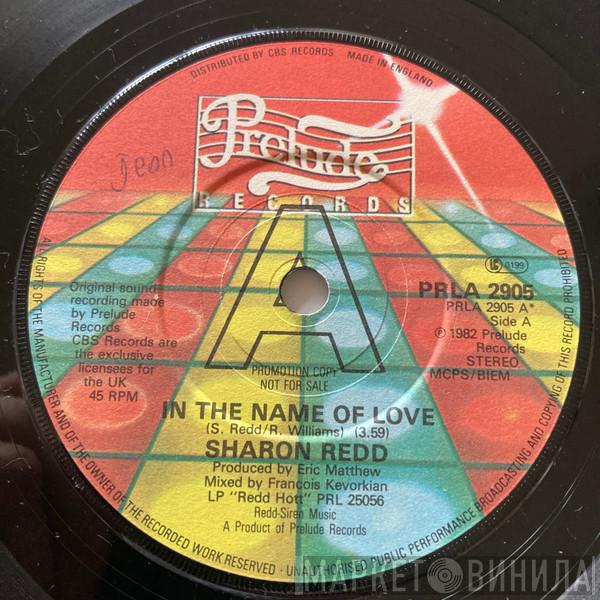 DISTRIBUTED BY CBS RECORDS MADE IN ENGLAND
Prelude
RECORDS
Jean
A
Original sound
recording made
by Prelude
Records
CBS Records are
the exclusive
licensees for
the UK
45 RPM
LC 0199
PRLA 2905
PRLA 2905 A*
Side A
℗ 1982 Prelude
Records
STEREO
MCPS/BIEM
PROMOTION COPY
NOT FOR SALE
IN THE NAME OF LOVE
(S. Redd/R. Williams) (3.59)
SHARON REDD
Produced by Eric Matthew
Mixed by Francois Kevorkian
LP "Redd Hott" PRL 25056
Redd-Siren Music
A Product of Prelude Records
ALL RIGHTS OF THE MANUFACTURER AND OF THE OWNER OF THE RECORDED WORK RESERVED · UNAUTHORISED PUBLIC PERFORMANCE BROADCASTING AND COPYING OF THIS RECORD PROHIBITED
МАРКЕТ ВИНИЛА